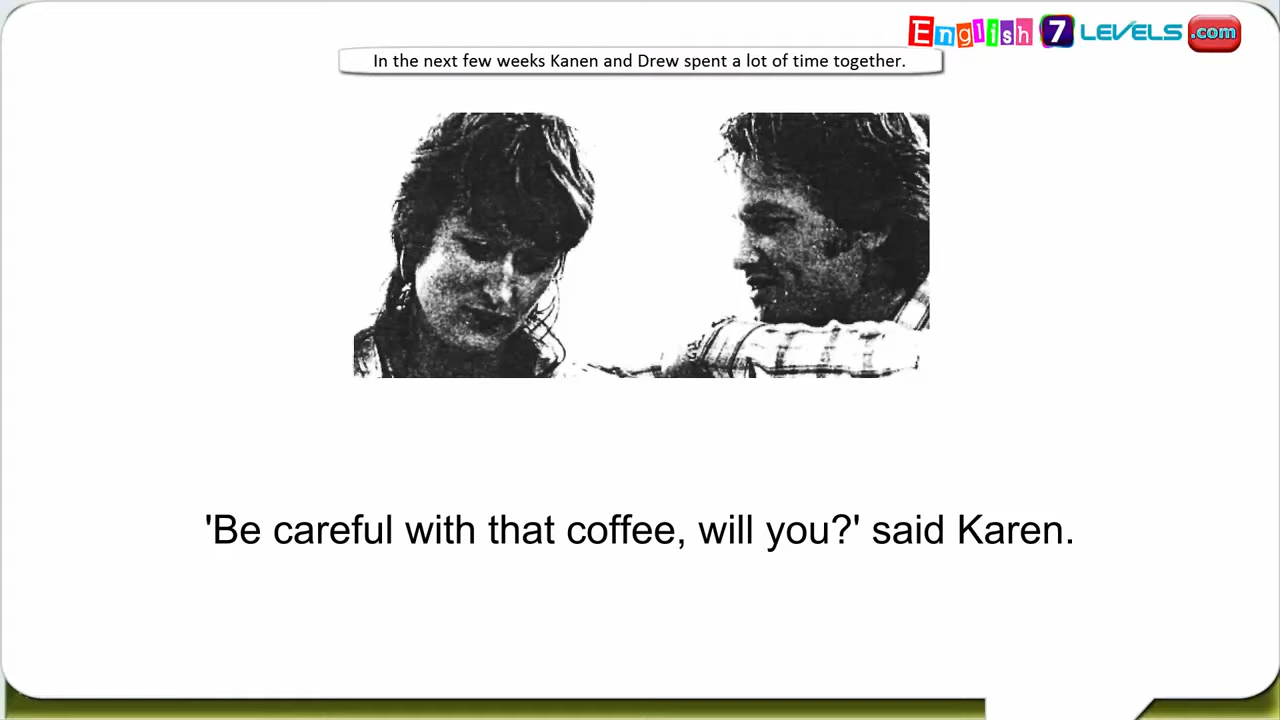 English 7 LEVELS .com
In the next few weeks Kanen and Drew spent a lot of time together.
'Be careful with that coffee, will you?' said Karen.